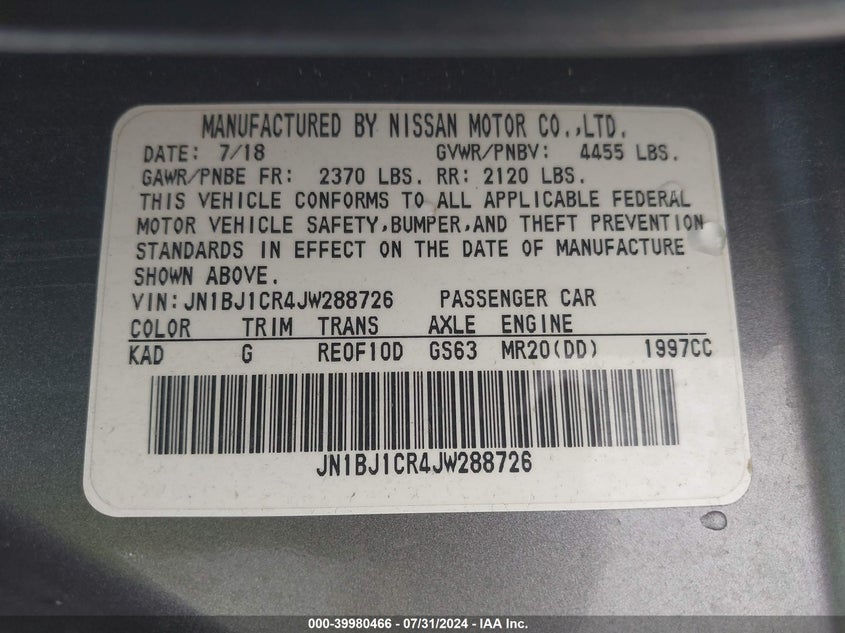 MANUFACTURED BY NISSAN MOTOR CO.,LTD.
DATE: 7/18 GVWR/PNBV: 4455 LBS.
GAWR/PNBE FR: 2370 LBS. RR: 2120 LBS.
THIS VEHICLE CONFORMS TO ALL APPLICABLE FEDERAL
MOTOR VEHICLE SAFETY,BUMPER,AND THEFT PREVENTION
STANDARDS IN EFFECT ON THE DATE OF MANUFACTURE
SHOWN ABOVE.
VIN:JN1BJ1CR4JW288726 PASSENGER CAR
COLOR TRIM TRANS AXLE ENGINE
KAD G RE0F10D GS63 MR20(DD) 1997CC
JN1BJ1CR4JW288726
000-39980466 - 07/31/2024 - IAA Inc.